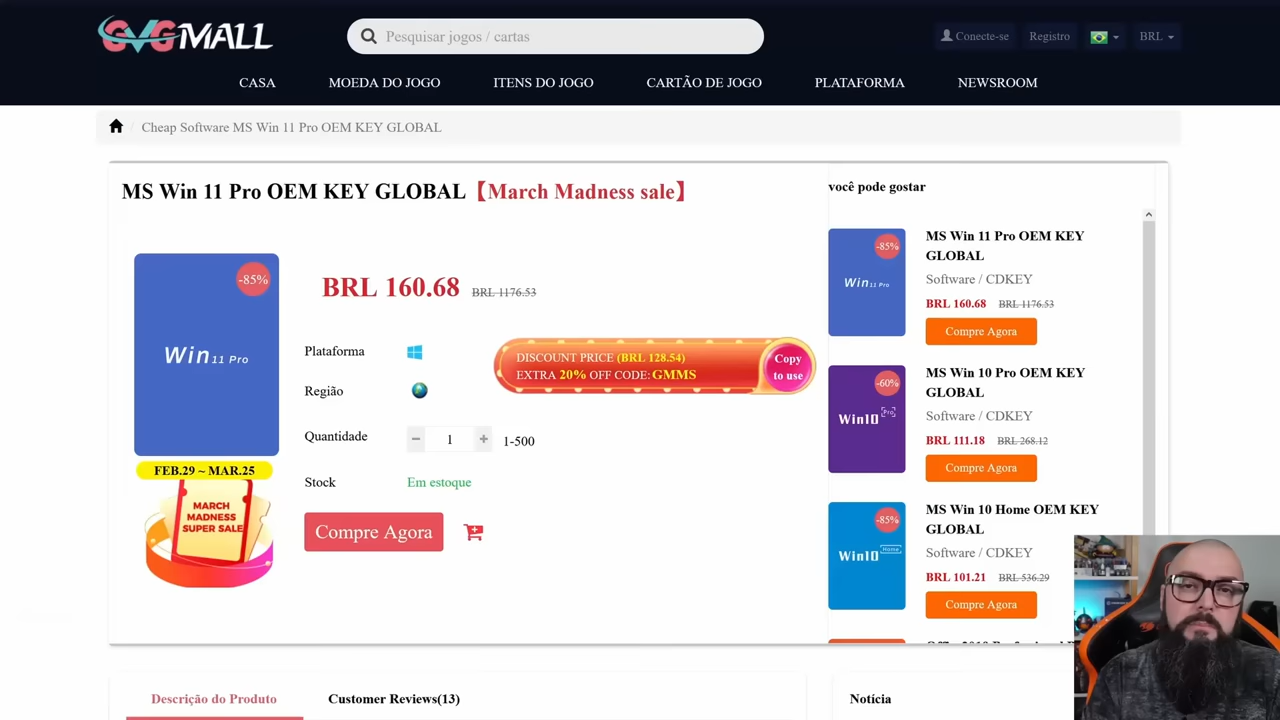 GVGMALL
Pesquisar jogos / cartas
Conecte-se
Registro
BRL
CASA
MOEDA DO JOGO
ITENS DO JOGO
CARTÃO DE JOGO
PLATAFORMA
NEWSROOM
Cheap Software MS Win 11 Pro OEM KEY GLOBAL
MS Win 11 Pro OEM KEY GLOBAL【March Madness sale】
-85%
Win 11 Pro
FEB.29 ~ MAR.25
MARCH
MADNESS
SUPER SALE
BRL 160.68 BRL 1176.53
Plataforma
Região
Quantidade
1
1-500
Stock
Em estoque
DISCOUNT PRICE (BRL 128.54)
EXTRA 20% OFF CODE: GMMS
Copy
to use
Compre Agora
você pode gostar
-85%
Win 11 Pro
MS Win 11 Pro OEM KEY
GLOBAL
Software / CDKEY
BRL 160.68 BRL 1176.53
Compre Agora
-60%
Win10 Pro
MS Win 10 Pro OEM KEY
GLOBAL
Software / CDKEY
BRL 111.18 BRL 268.12
Compre Agora
-85%
Win10 Home
MS Win 10 Home OEM KEY
GLOBAL
Software / CDKEY
BRL 101.21 BRL 536.29
Compre Agora
Descrição do Produto
Customer Reviews(13)
Notícia